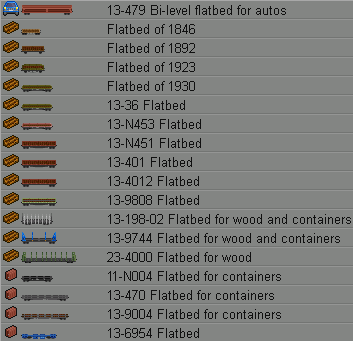 13-479 Bi-level flatbed for autos
Flatbed of 1846
Flatbed of 1892
Flatbed of 1923
Flatbed of 1930
13-36 Flatbed
13-N453 Flatbed
13-N451 Flatbed
13-401 Flatbed
13-4012 Flatbed
13-9808 Flatbed
13-198-02 Flatbed for wood and containers
13-9744 Flatbed for wood and containers
23-4000 Flatbed for wood
11-N004 Flatbed for containers
13-470 Flatbed for containers
13-9004 Flatbed for containers
13-6954 Flatbed